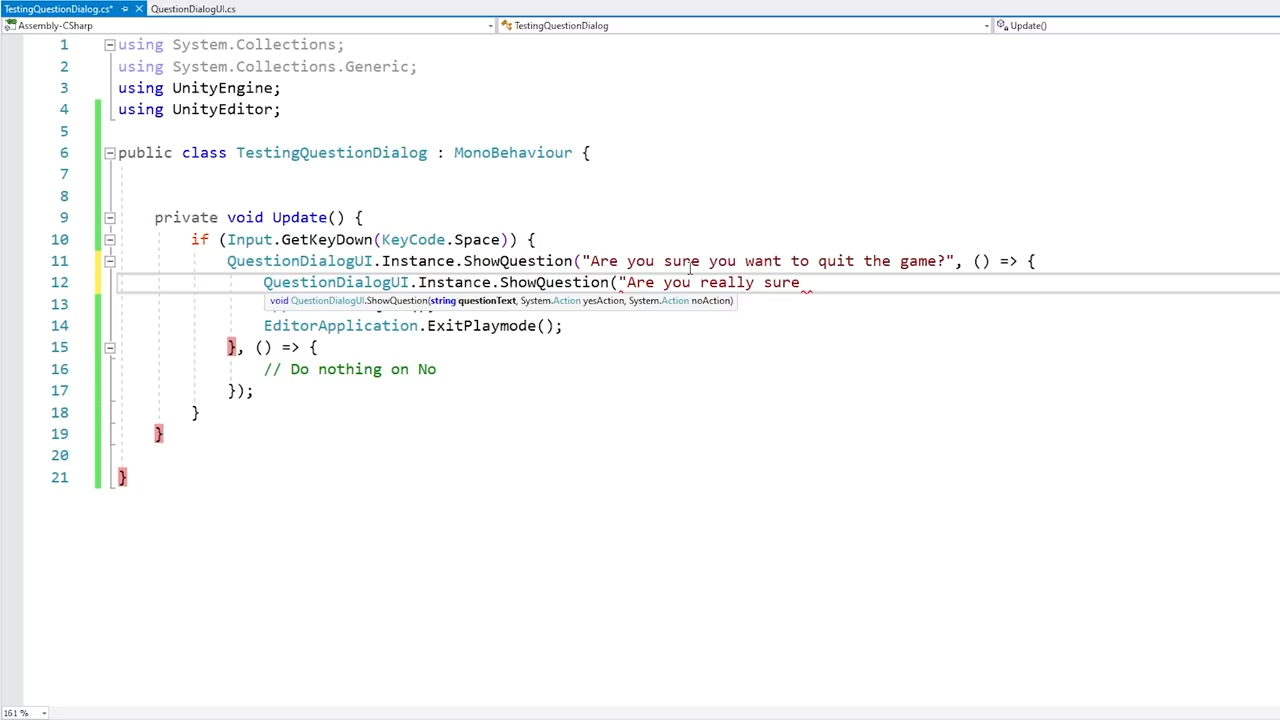 TestingQuestionDialog.cs*
QuestionDialogUI.cs
Assembly-CSharp
TestingQuestionDialog
Update()
1 using System.Collections;
2 using System.Collections.Generic;
3 using UnityEngine;
4 using UnityEditor;
5
6 public class TestingQuestionDialog : MonoBehaviour {
7
8
9 private void Update() {
10 if (Input.GetKeyDown(KeyCode.Space)) {
11 QuestionDialogUI.Instance.ShowQuestion("Are you sure you want to quit the game?", () => {
12 QuestionDialogUI.Instance.ShowQuestion("Are you really sure
void QuestionDialogUI.ShowQuestion(string questionText, System.Action yesAction, System.Action noAction)
13
14 EditorApplication.ExitPlaymode();
15 }, () => {
16 // Do nothing on No
17 });
18 }
19 }
20
21 }
161 %